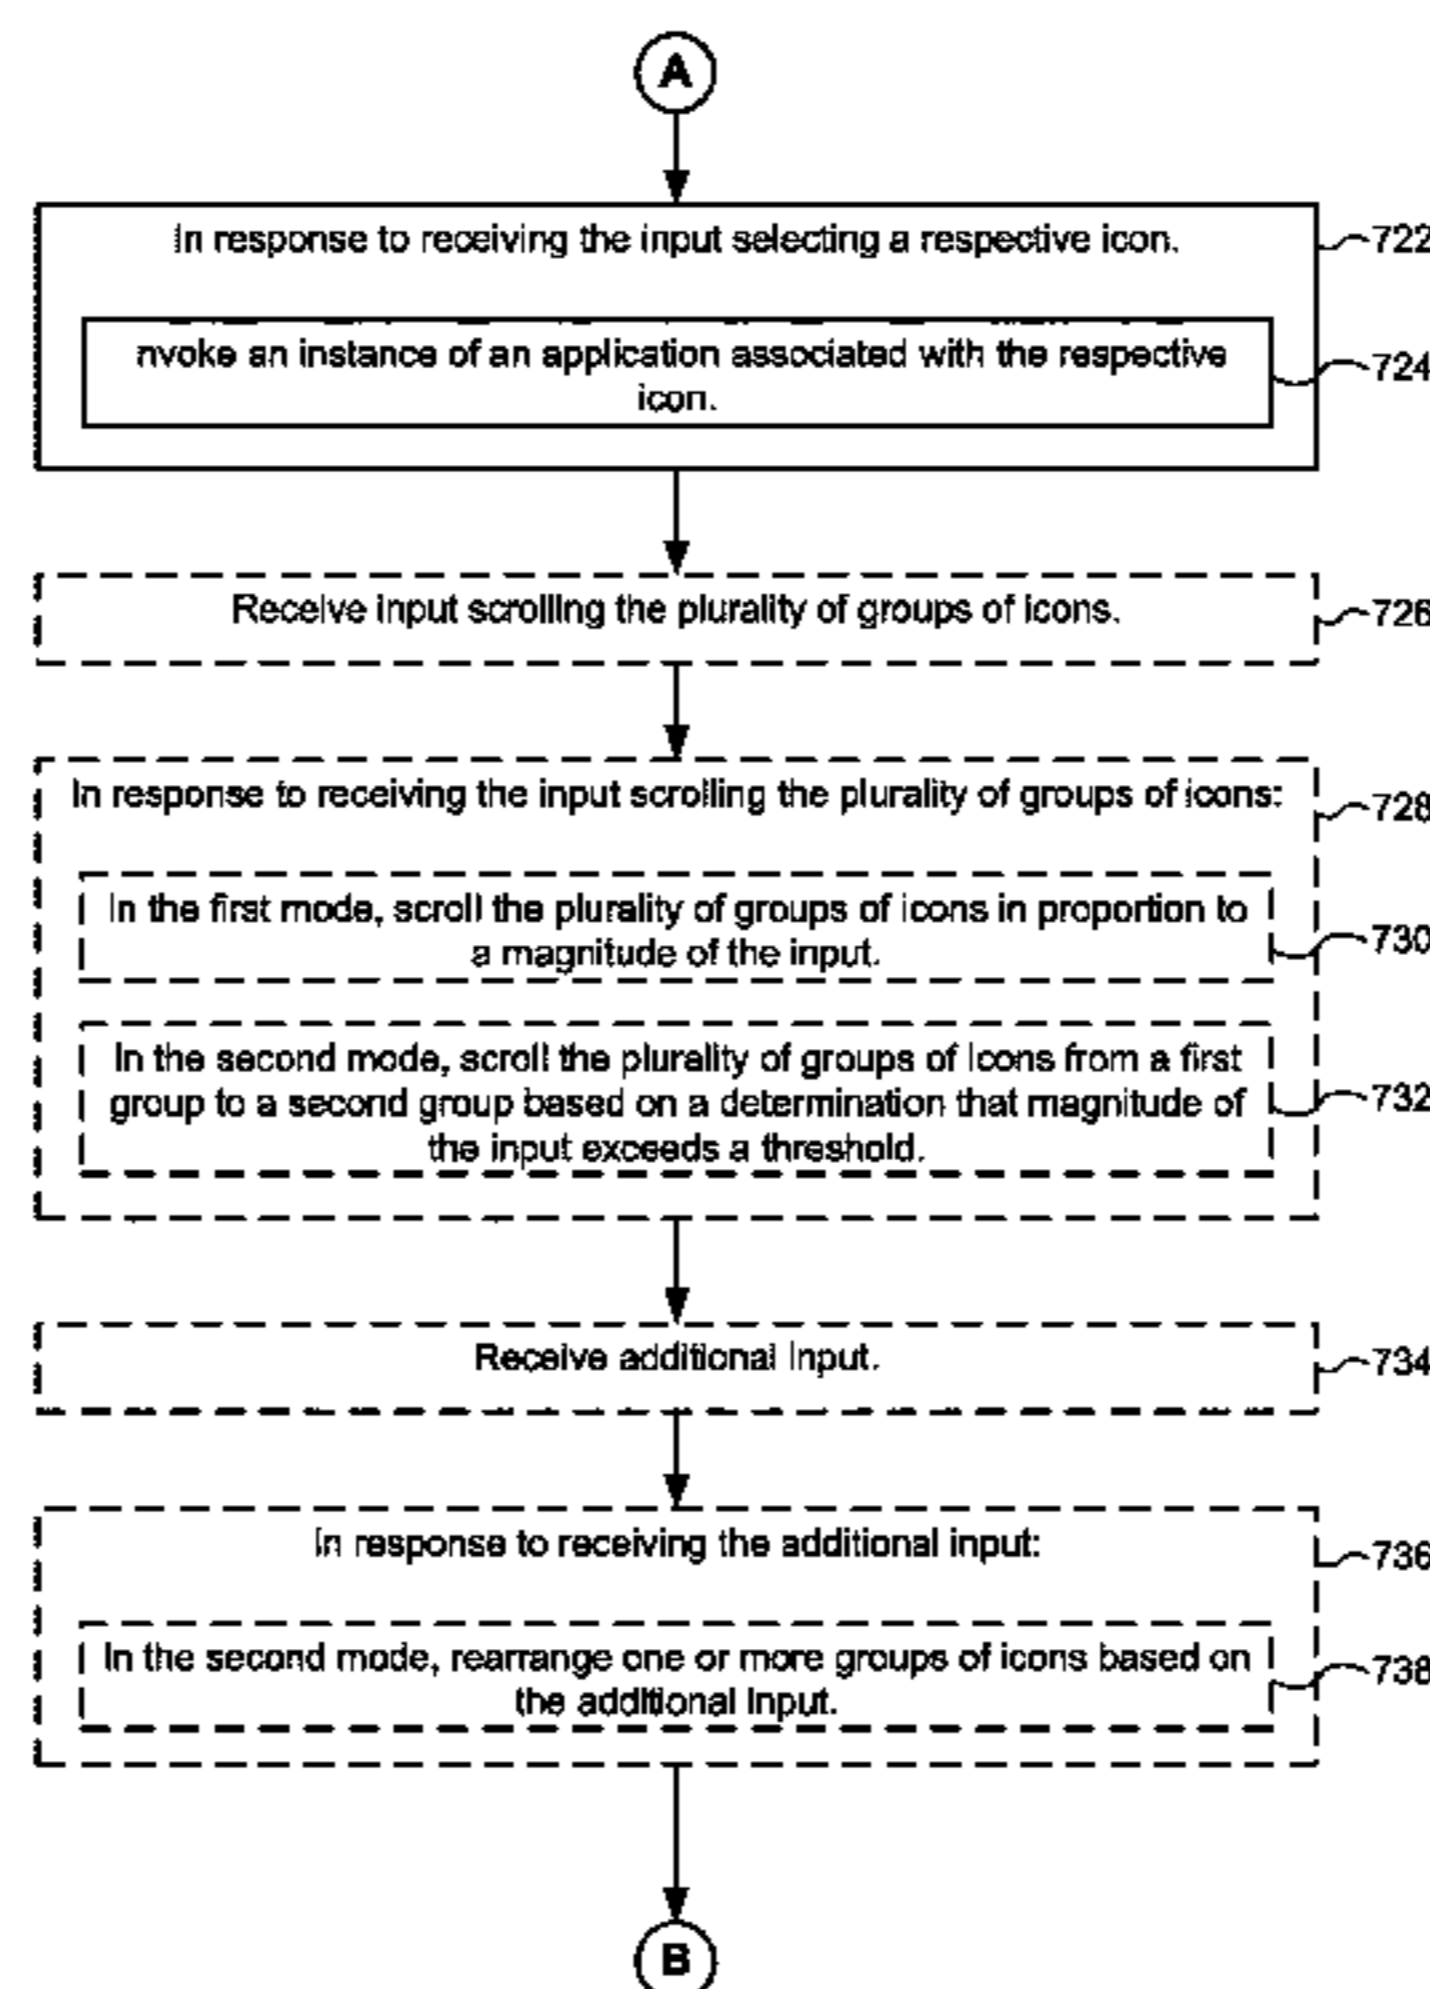 A
In response to receiving the input selecting a respective icon.
722
nvoke an instance of an application associated with the respective
icon.
724
Receive input scrolling the plurality of groups of icons.
726
In response to receiving the input scrolling the plurality of groups of icons:
728
In the first mode, scroll the plurality of groups of icons in proportion to
a magnitude of the input.
730
In the second mode, scroll the plurality of groups of icons from a first
group to a second group based on a determination that magnitude of
the input exceeds a threshold.
732
Receive additional input.
734
In response to receiving the additional input:
736
In the second mode, rearrange one or more groups of icons based on
the additional input.
738
B